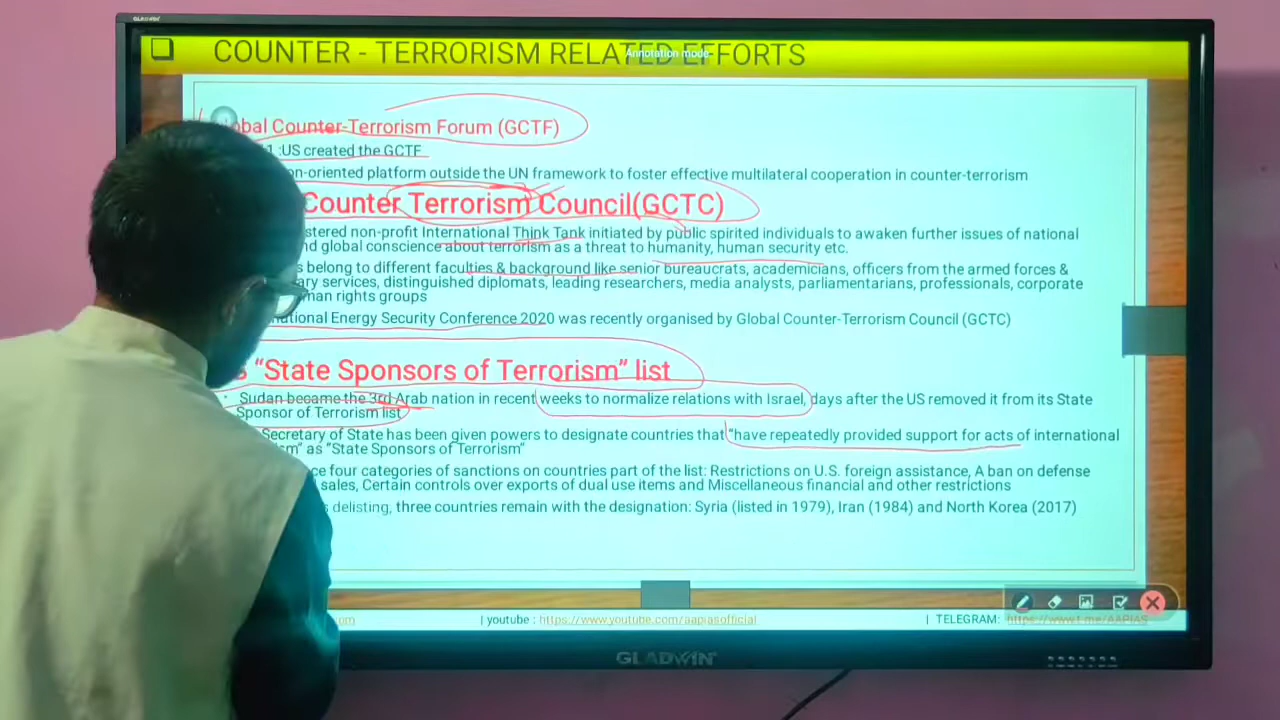 GLADWIN
COUNTER - TERRORISM RELATED EFFORTS
Annotation mode
Counter-Terrorism Forum (GCTF)
:US created the GCTF
platform outside the UN framework to foster effective multilateral cooperation in counter-terrorism
Counter Terrorism Council(GCTC)
non-profit International Think Tank initiated by public spirited individuals to awaken further issues of national
global conscience about terrorism as a threat to humanity, human security etc.
belong to different faculties & background like senior bureaucrats, academicians, officers from the armed forces &
services, distinguished diplomats, leading researchers, media analysts, parliamentarians, professionals, corporate
rights groups
Energy Security Conference 2020 was recently organised by Global Counter-Terrorism Council (GCTC)
“State Sponsors of Terrorism” list
• Sudan became the 3rd Arab nation in recent weeks to normalize relations with Israel, days after the US removed it from its State
Sponsor of Terrorism list
Secretary of State has been given powers to designate countries that “have repeatedly provided support for acts of international
as “State Sponsors of Terrorism”
four categories of sanctions on countries part of the list: Restrictions on U.S. foreign assistance, A ban on defense
sales, Certain controls over exports of dual use items and Miscellaneous financial and other restrictions
delisting, three countries remain with the designation: Syria (listed in 1979), Iran (1984) and North Korea (2017)
| youtube : https://www.youtube.com/aapiasofficial | TELEGRAM:
GLADWIN